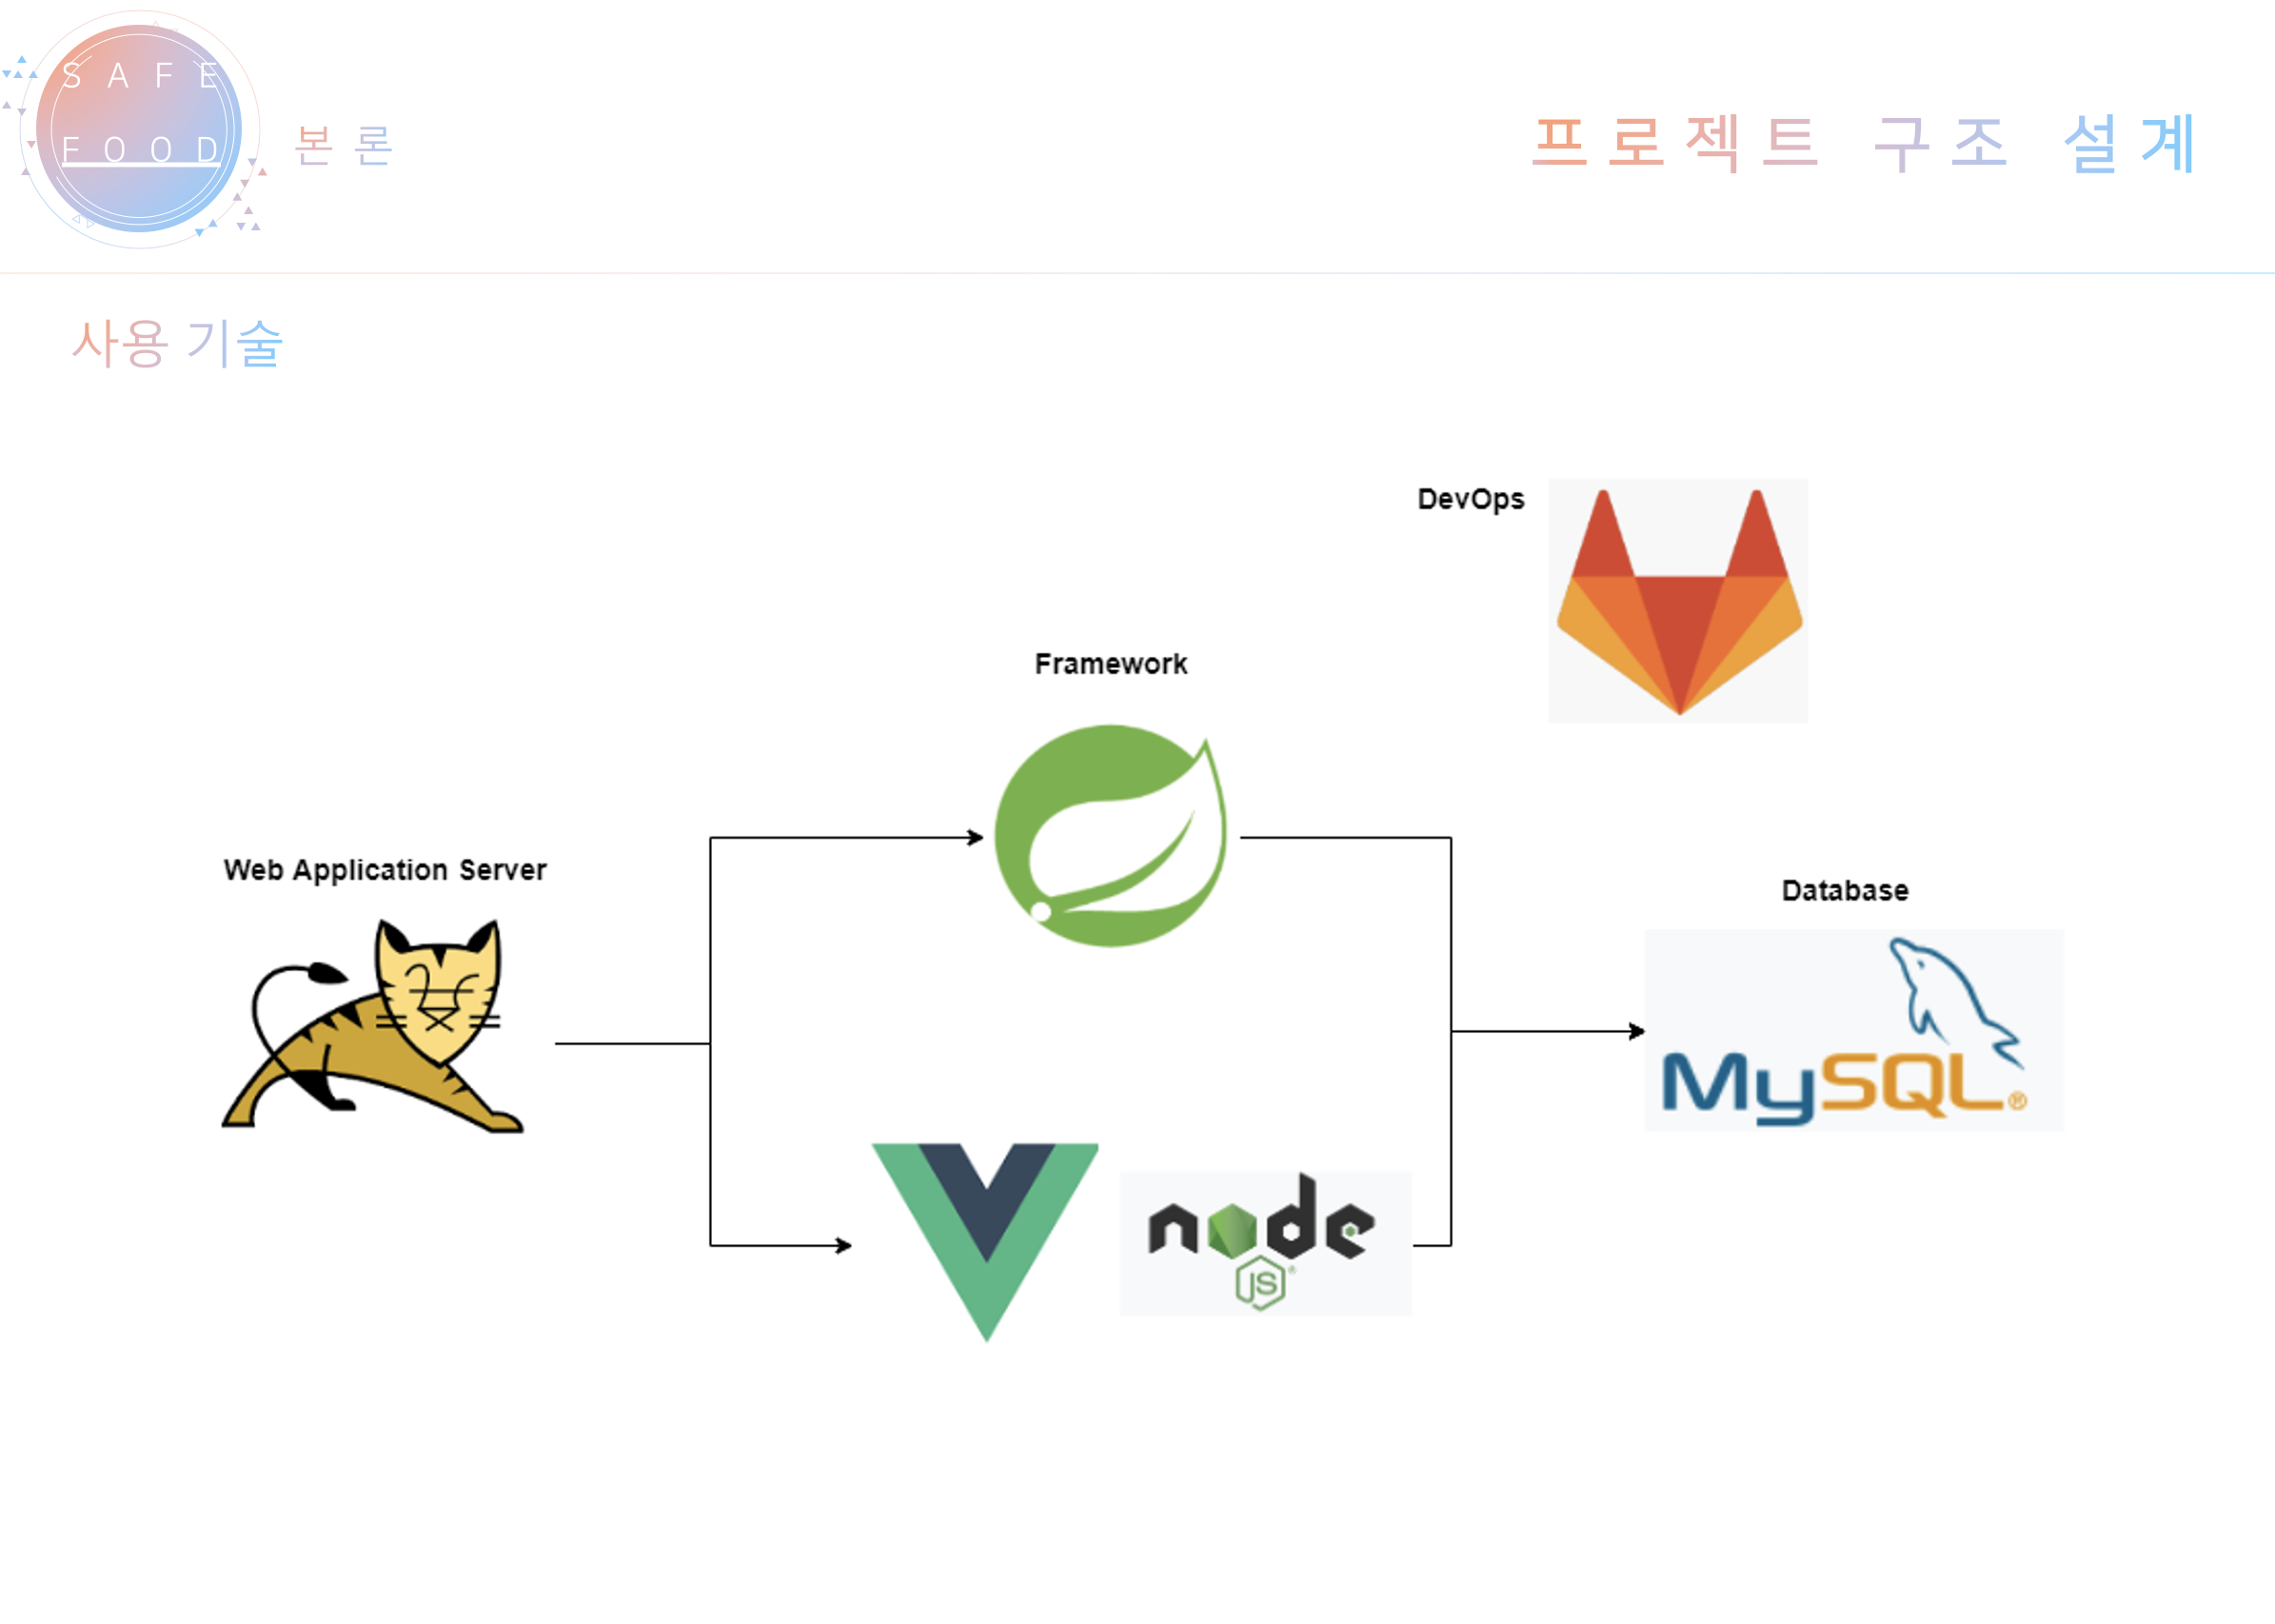 SAFE
FOOD
본론
프로젝트 구조 설계
사용 기술
DevOps
Framework
Web Application Server
Database
MySQL®
node
JS®